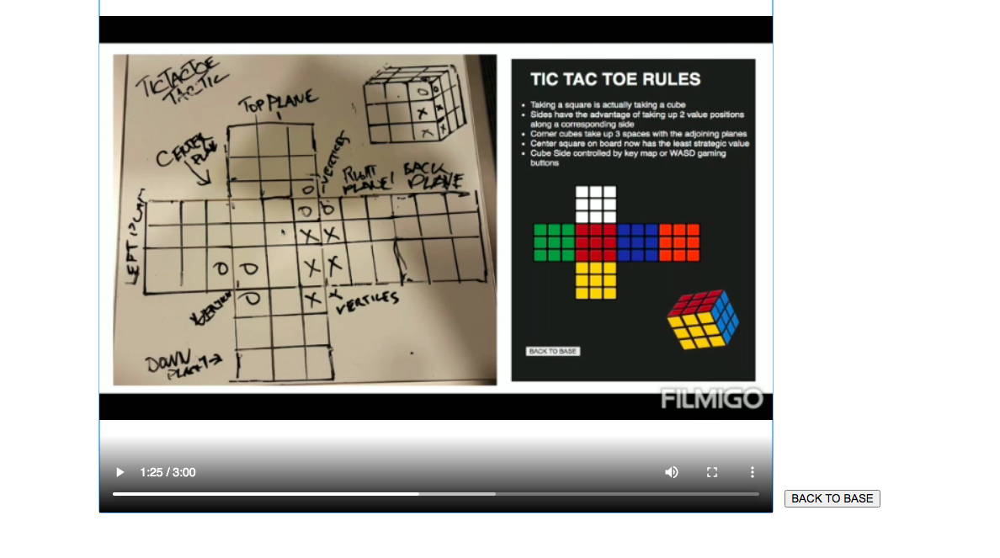 TIC TAC TOE
TACTIC
TOP PLANE
CENTER
PLANE
VERTICES
RIGHT
PLANE
BACK
PLANE
LEFT PLANE
O
O O
O
X X
X X
X X
O O
O
X X
VERTICES
DOWN
TIC TAC TOE RULES
• Taking a square is actually taking a cube
• Sides have the advantage of taking up 2 value positions
along a corresponding side
• Corner cubes take up 3 spaces with the adjoining planes
• Center square on board now has the least strategic value
• Cube Side controlled by key map or WASD gaming
buttons
BACK TO BASE
FILMIGO
1:25 / 3:00
BACK TO BASE